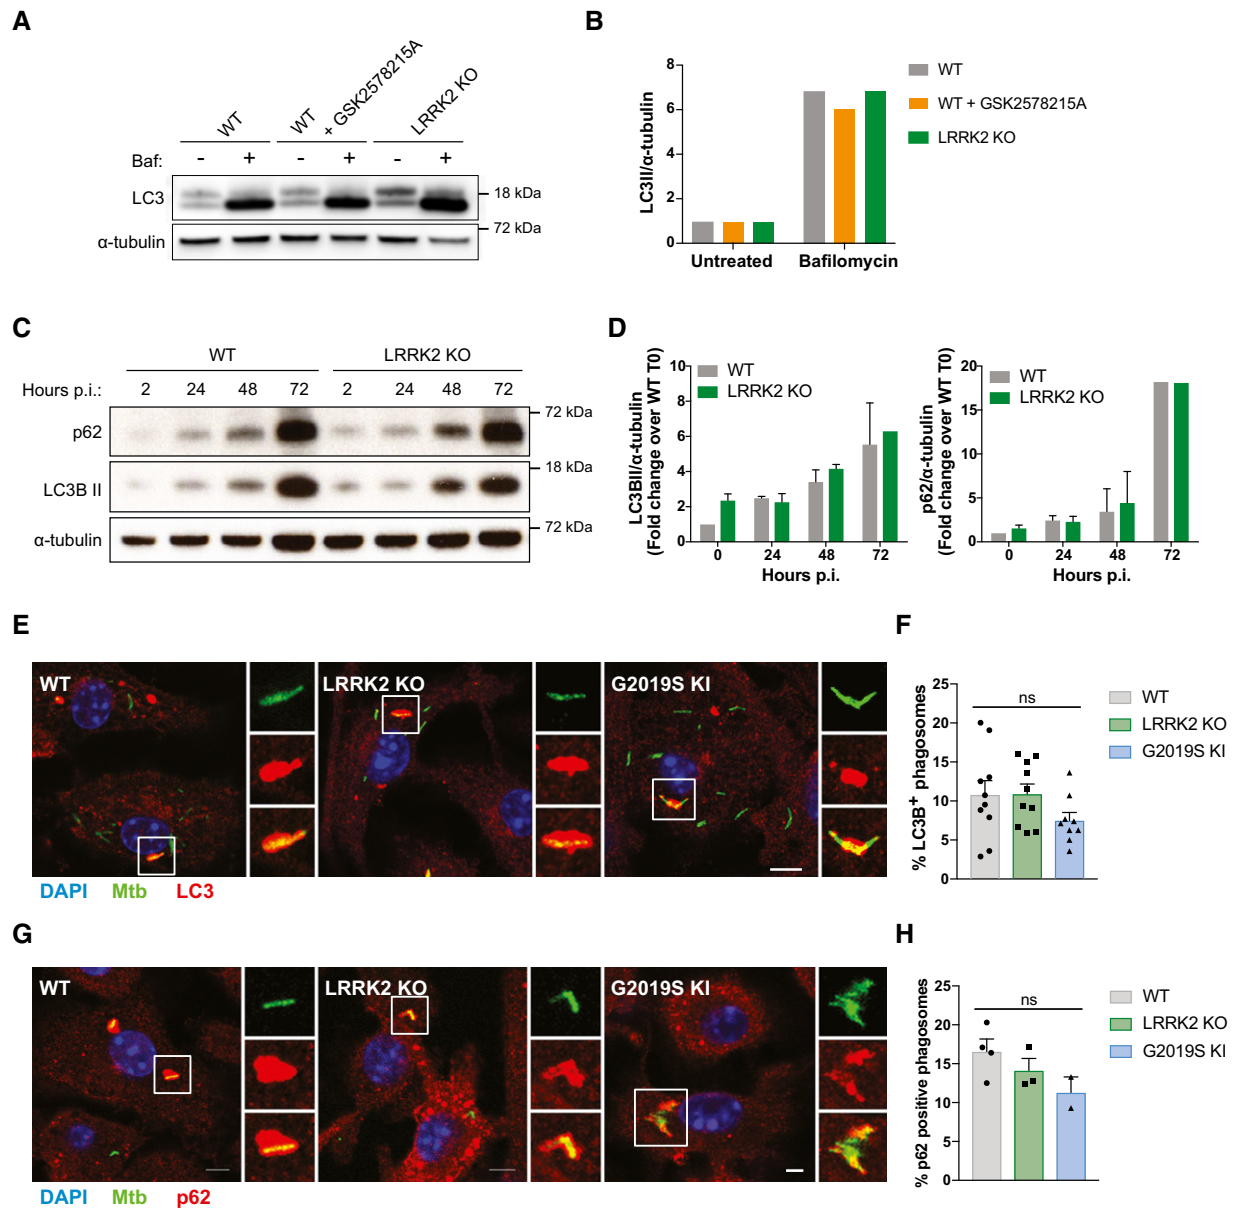 A
WT
WT + GSK2578215A
LRRK2 KO
Baf: - + - + - +
LC3
18 kDa
α-tubulin
72 kDa
B
LC3II/α-tubulin
8
6
4
2
0
Untreated
Bafilomycin
WT
WT + GSK2578215A
LRRK2 KO
C
WT
LRRK2 KO
Hours p.i.: 2 24 48 72 2 24 48 72
p62
72 kDa
LC3B II
18 kDa
α-tubulin
72 kDa
D
LC3BII/α-tubulin
(Fold change over WT T0)
10
8
6
4
2
0
WT
LRRK2 KO
0 24 48 72
Hours p.i.
p62/α-tubulin
(Fold change over WT T0)
20
15
10
5
0
WT
LRRK2 KO
0 24 48 72
Hours p.i.
E
WT
LRRK2 KO
G2019S KI
DAPI Mtb LC3
F
% LC3B+ phagosomes
25
20
15
10
5
0
ns
WT
LRRK2 KO
G2019S KI
G
WT
LRRK2 KO
G2019S KI
DAPI Mtb p62
H
% p62 positive phagosomes
25
20
15
10
5
0
ns
WT
LRRK2 KO
G2019S KI